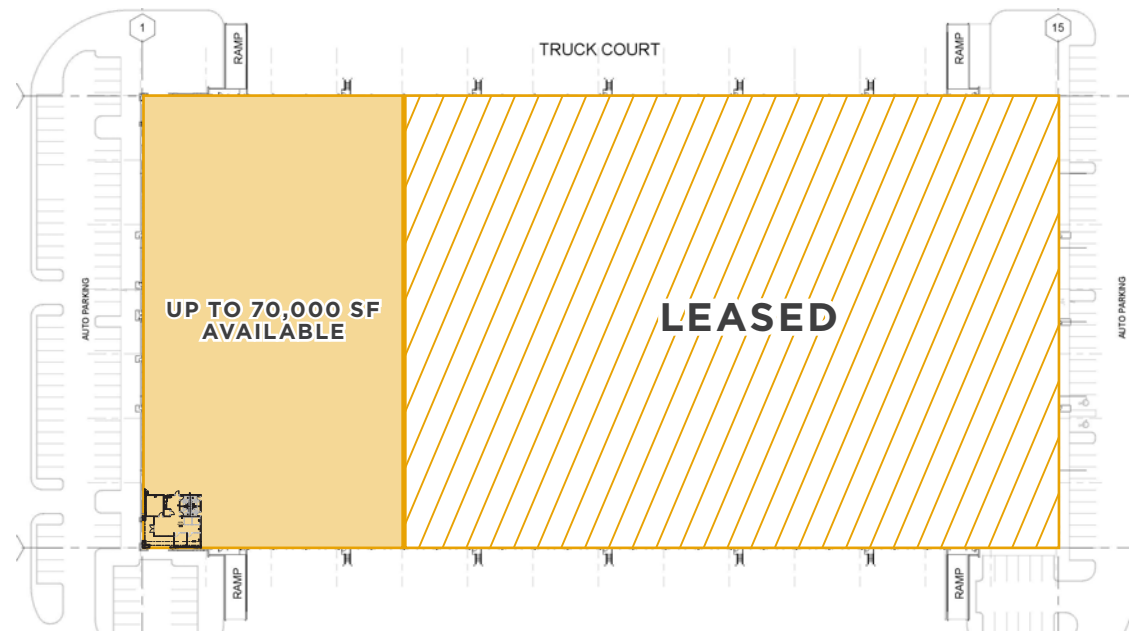 1
15
RAMP
TRUCK COURT
RAMP
AUTO PARKING
UP TO 70,000 SF
AVAILABLE
LEASED
AUTO PARKING
RAMP
RAMP